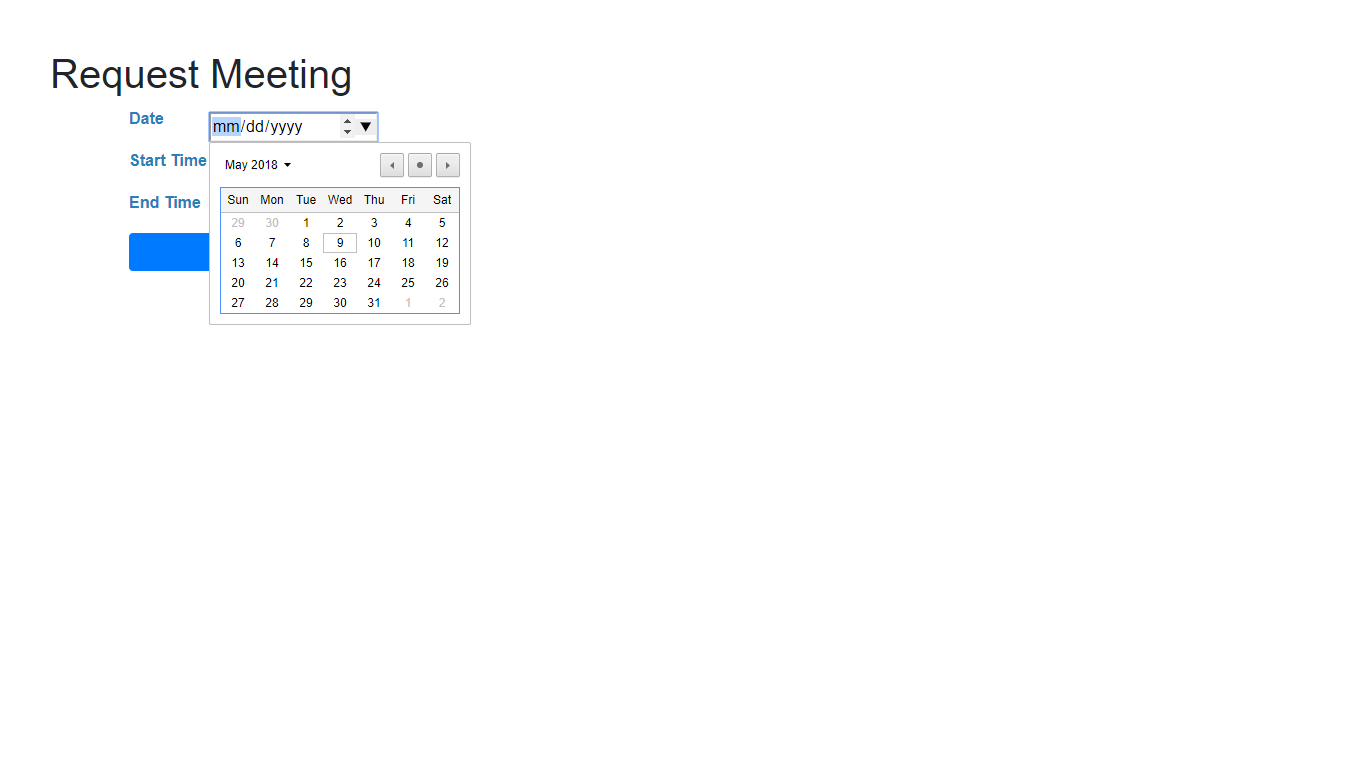 Request Meeting
Date mm/dd/yyyy
Start Time
May 2018
End Time
Sun Mon Tue Wed Thu Fri Sat
29 30 1 2 3 4 5
6 7 8 9 10 11 12
13 14 15 16 17 18 19
20 21 22 23 24 25 26
27 28 29 30 31 1 2